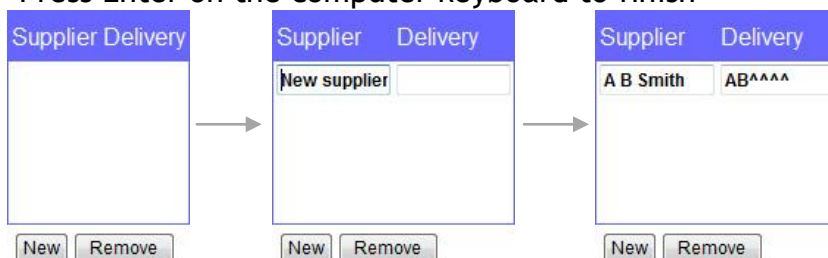 Press Enter on the computer keyboard to finish
Supplier Delivery Supplier Delivery Supplier Delivery
New supplier A B Smith AB^^^^
New Remove New Remove New Remove